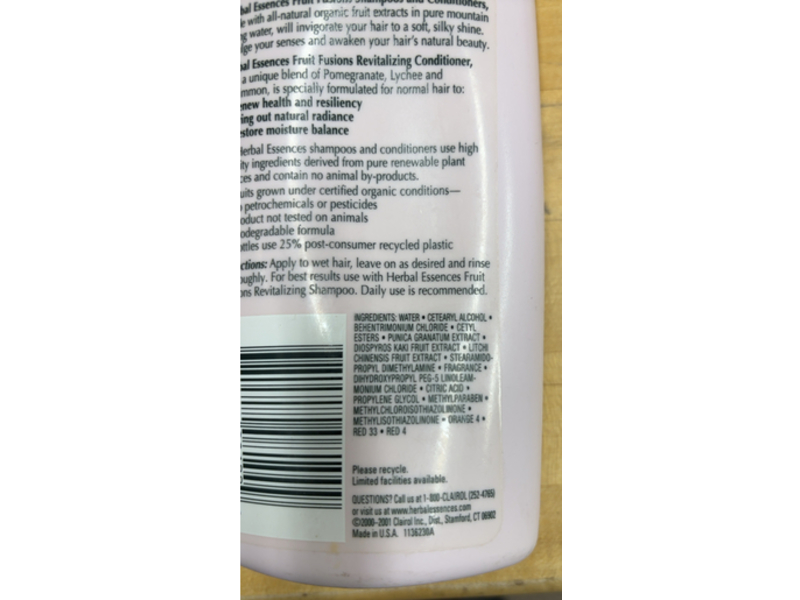 bal Essences Fruit Fusions Shampoos and Conditioners,
e with all-natural organic fruit extracts in pure mountain
ng water, will invigorate your hair to a soft, silky shine.
lge your senses and awaken your hair's natural beauty.
bal Essences Fruit Fusions Revitalizing Conditioner,
a unique blend of Pomegranate, Lychee and
mmon, is specially formulated for normal hair to:
enew health and resiliency
ring out natural radiance
estore moisture balance
Herbal Essences shampoos and conditioners use high
ity ingredients derived from pure renewable plant
ces and contain no animal by-products.
uits grown under certified organic conditions—
o petrochemicals or pesticides
oduct not tested on animals
odegradable formula
ottles use 25% post-consumer recycled plastic
ctions: Apply to wet hair, leave on as desired and rinse
oughly. For best results use with Herbal Essences Fruit
ons Revitalizing Shampoo. Daily use is recommended.
INGREDIENTS: WATER • CETEARYL ALCOHOL •
BEHENTRIMONIUM CHLORIDE • CETYL
ESTERS • PUNICA GRANATUM EXTRACT •
DIOSPYROS KAKI FRUIT EXTRACT • LITCHI
CHINENSIS FRUIT EXTRACT • STEARAMIDO-
PROPYL DIMETHYLAMINE • FRAGRANCE •
DIHYDROXYPROPYL PEG-5 LINOLEAM-
MONIUM CHLORIDE • CITRIC ACID •
PROPYLENE GLYCOL • METHYLPARABEN •
METHYLCHLOROISOTHIAZOLINONE •
METHYLISOTHIAZOLINONE • ORANGE 4 •
RED 33 • RED 4
Please recycle.
Limited facilities available.
QUESTIONS? Call us at 1-800-CLAIROL (252-4765)
or visit us at www.herbalessences.com
©2000-2001 Clairol Inc., Dist., Stamford, CT 06902
Made in U.S.A. 1136238A